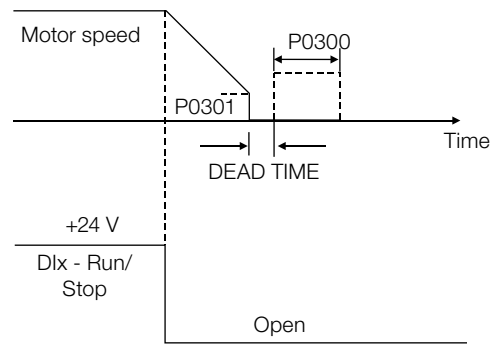 Motor speed
P0300
P0301
Time
DEAD TIME
+24 V
DIx - Run/
Stop
Open